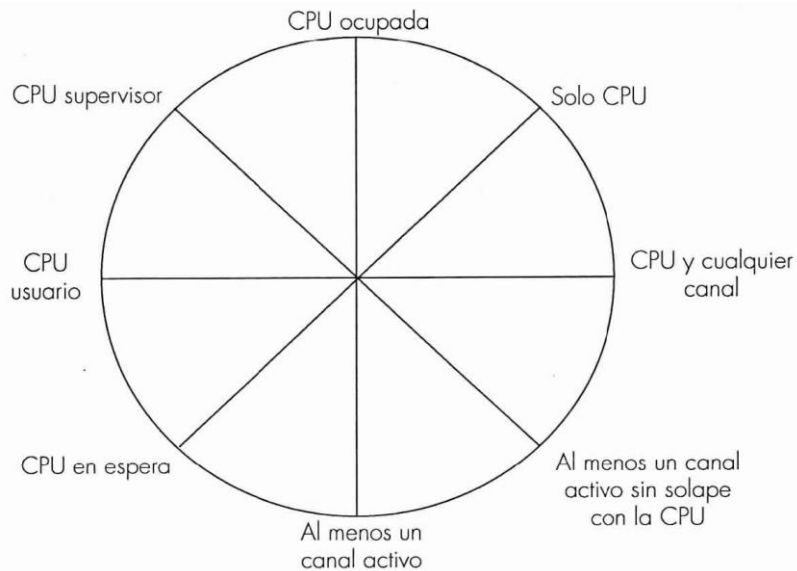 CPU ocupada
CPU supervisor
Solo CPU
CPU
usuario
CPU y cualquier
canal
CPU en espera
Al menos un canal
activo sin solape
con la CPU
Al menos un
canal activo